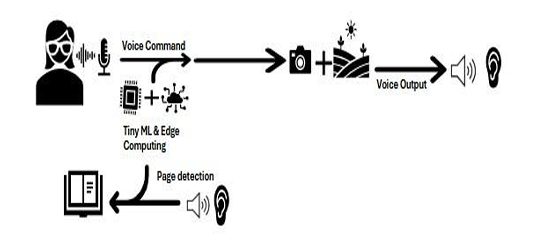 Voice Command
Voice Output
Tiny ML & Edge
Computing
Page detection